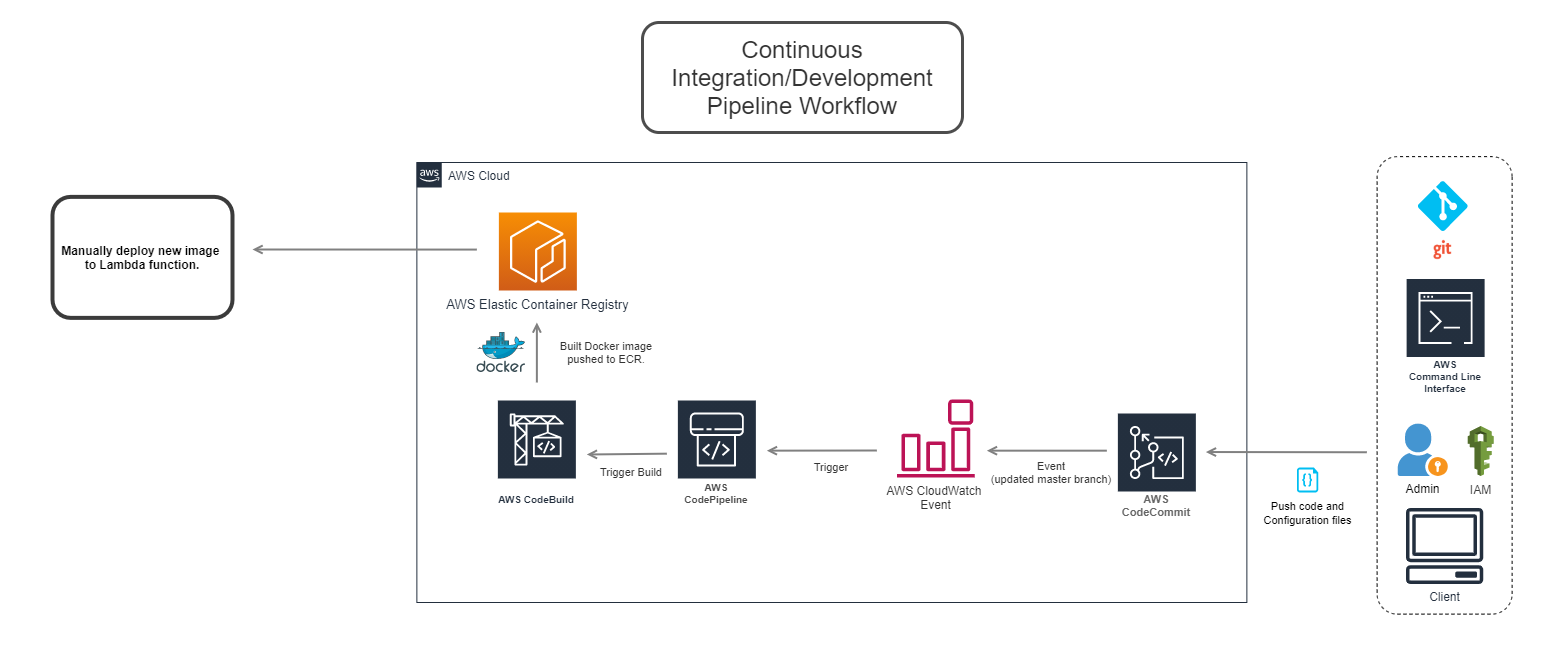 Continuous
Integration/Development
Pipeline Workflow
aws
AWS Cloud
Manually deploy new image
to Lambda function.
AWS Elastic Container Registry
docker
Built Docker image
pushed to ECR.
AWS CodeBuild
Trigger Build
AWS
CodePipeline
Trigger
AWS CloudWatch
Event
Event
(updated master branch)
AWS
CodeCommit
Push code and
Configuration files
git
AWS
Command Line
Interface
Admin
IAM
Client